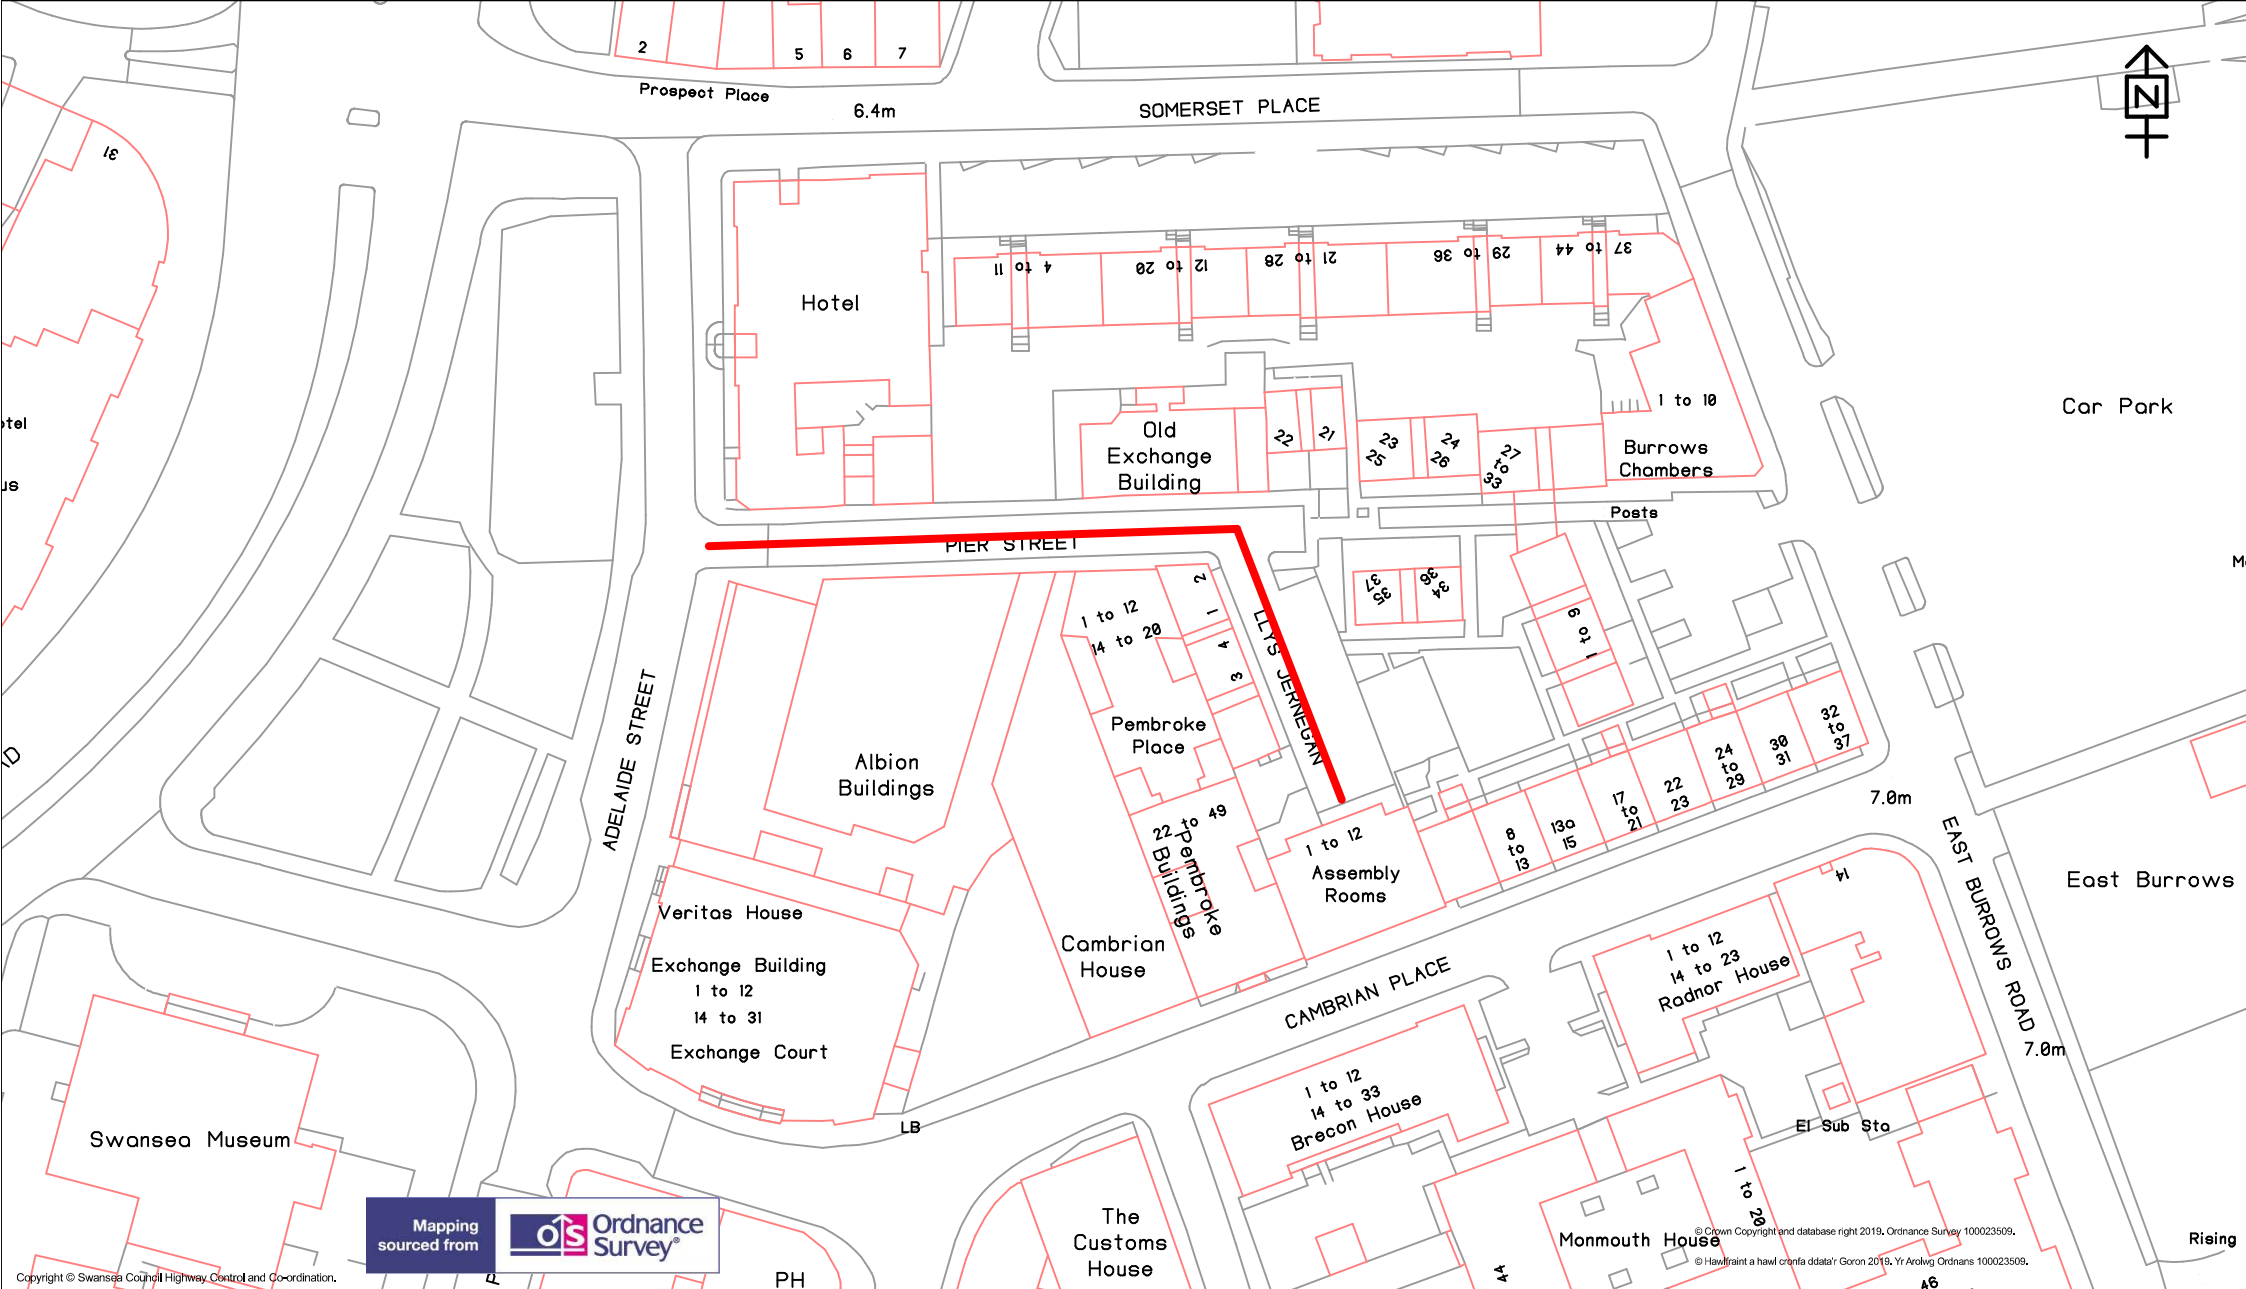 2
5
6
7
Prospect Place
6.4m
SOMERSET PLACE
N
31
Hotel
11 to 4
20 to 12
28 to 21
36 to 29
44 to 37
1 to 10
Car Park
Old
Exchange
Building
22
21
23
25
24
26
27
to
33
Burrows
Chambers
Posts
PIER STREET
2
1
4
3
1 to 12
14 to 20
35
37
34
36
9 to 1
LLYS JERNEGAN
ADELAIDE STREET
Albion
Buildings
Pembroke
Place
22 to 49
Pembroke
Buildings
1 to 12
Assembly
Rooms
8
to
13
13a
15
17
to
21
22
23
24
to
29
30
31
32
to
37
7.0m
EAST BURROWS ROAD
East Burrows
7.0m
14
Veritas House
Exchange Building
1 to 12
14 to 31
Exchange Court
Cambrian
House
CAMBRIAN PLACE
1 to 12
14 to 23
Radnor House
1 to 12
14 to 33
Brecon House
El Sub Sta
LB
Swansea Museum
The
Customs
House
PH
Monmouth House
1 to 20
44
46
Rising
Mapping
sourced from
OS
Ordnance
Survey®
Copyright © Swansea Council Highway Control and Co-ordination.
© Crown Copyright and database right 2019. Ordnance Survey 100023509.
© Hawlfraint a hawl cronfa ddata'r Goron 2019. Yr Arolwg Ordnans 100023509.